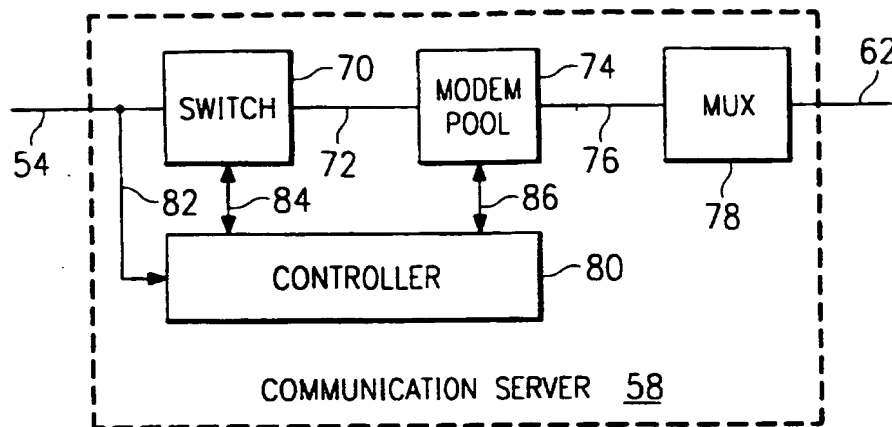 70
74
62
SWITCH
MODEM
POOL
MUX
54
72
76
82
84
86
78
CONTROLLER
80
COMMUNICATION SERVER 58